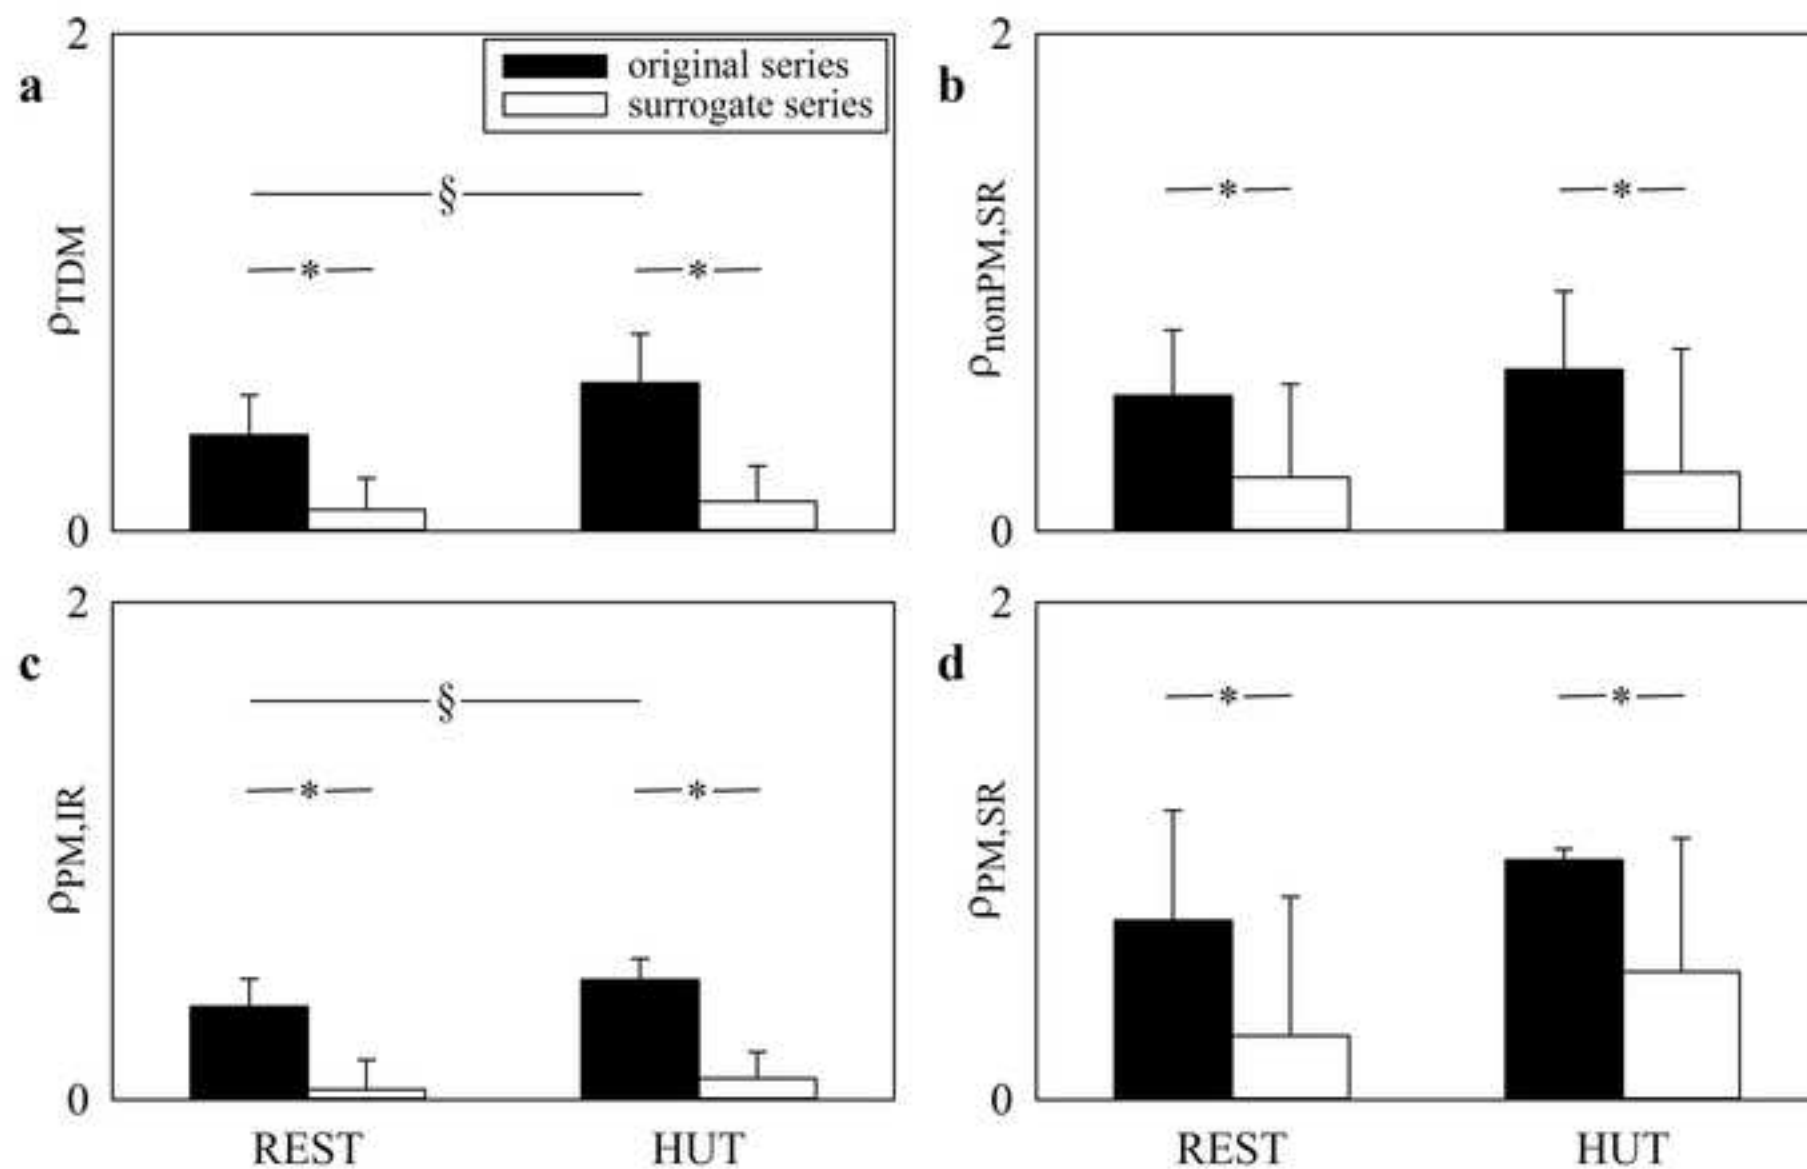 a
2
original series
surrogate series
§
* *
ρTDM
0
b
2
* *
ρnonPM,SR
0
c
2
§
* *
ρPM,IR
0
REST HUT
d
2
* *
ρPM,SR
0
REST HUT